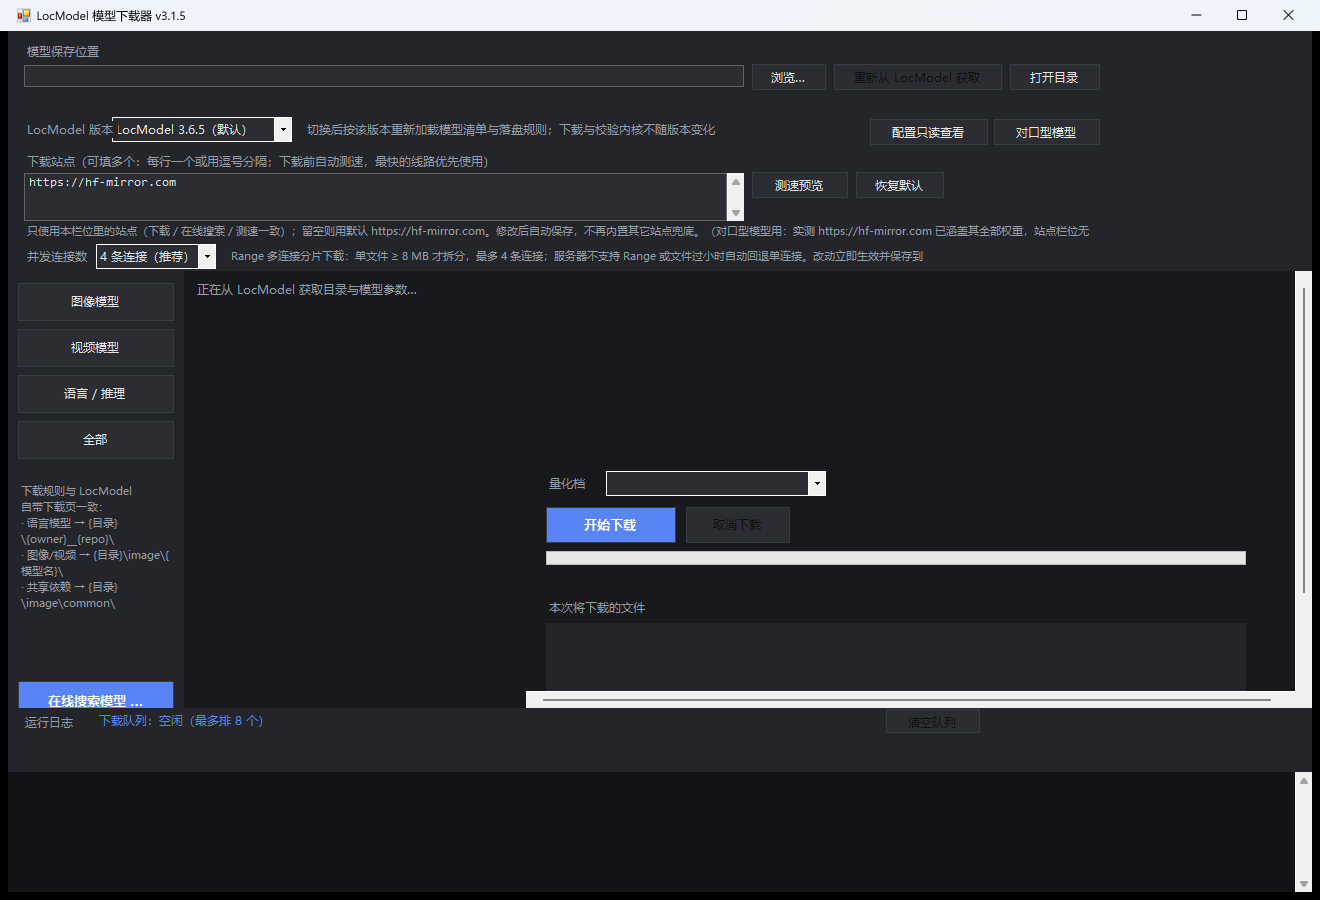 LocModel 模型下载器 v3.1.5
模型保存位置
浏览... 重新从 LocModel 获取 打开目录
LocModel 版本 LocModel 3.6.5（默认） 切换后按该版本重新加载模型清单与落盘规则；下载与校验内核不随版本变化 配置只读查看 对口型模型
下载站点（可填多个：每行一个或用逗号分隔；下载前自动测速，最快的线路优先使用）
https://hf-mirror.com 测速预览 恢复默认
只使用本栏位里的站点（下载 / 在线搜索 / 测速一致）；留空则用默认 https://hf-mirror.com。修改后自动保存，不再内置其它站点兜底。（对口型模型用：实测 https://hf-mirror.com 已涵盖其全部权重，站点栏位无
并发连接数 4 条连接（推荐） Range 多连接分片下载：单文件 ≥ 8 MB 才拆分，最多 4 条连接；服务器不支持 Range 或文件过小时自动回退单连接。改动立即生效并保存到
图像模型
视频模型
语言 / 推理
全部
下载规则与 LocModel
自带下载页一致：
· 语言模型 → {目录}
\{owner}__{repo}\
· 图像/视频 → {目录}\image\{
模型名}\
· 共享依赖 → {目录}
\image\common\
在线搜索模型 ...
正在从 LocModel 获取目录与模型参数...
量化档
开始下载 取消下载
本次将下载的文件
运行日志 下载队列：空闲（最多排 8 个） 清空队列